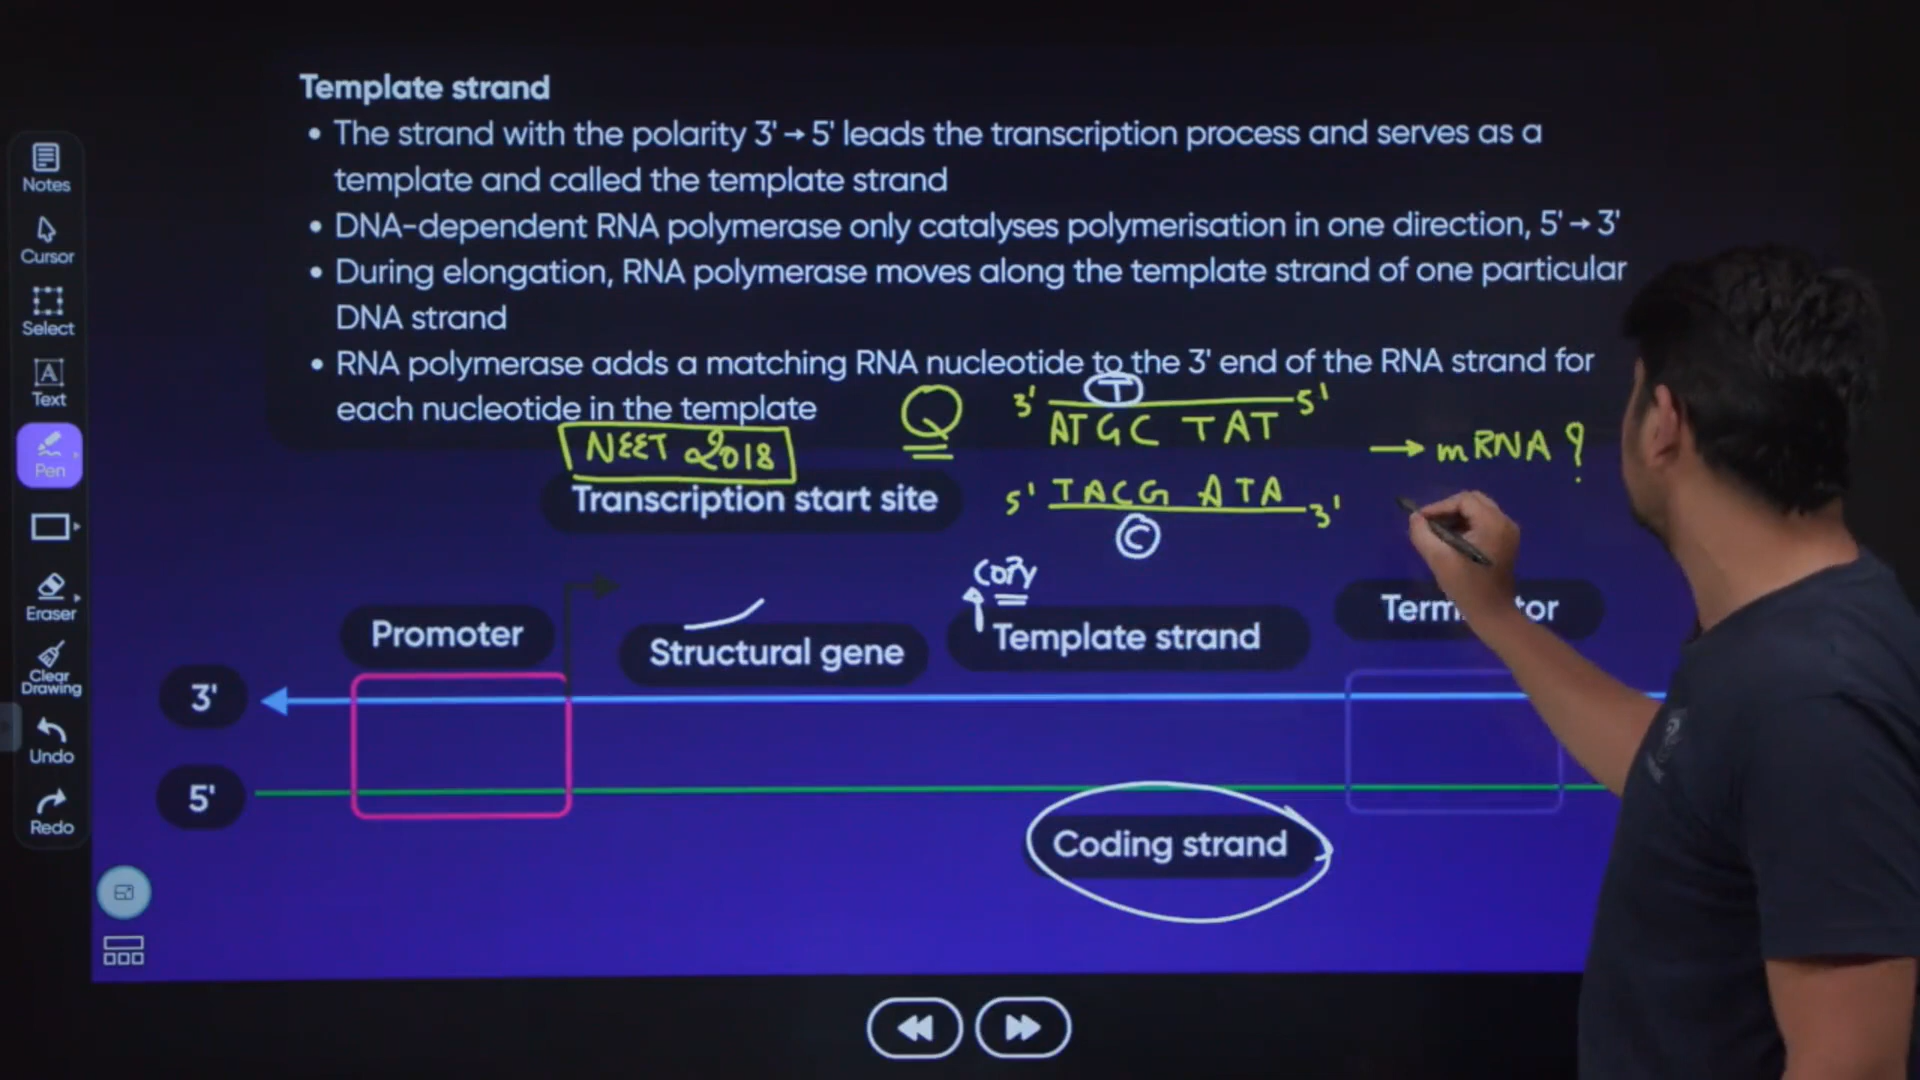 Template strand
• The strand with the polarity 3' → 5' leads the transcription process and serves as a
template and called the template strand
• DNA-dependent RNA polymerase only catalyses polymerisation in one direction, 5' → 3'
• During elongation, RNA polymerase moves along the template strand of one particular
DNA strand
• RNA polymerase adds a matching RNA nucleotide to the 3' end of the RNA strand for
each nucleotide in the template
NEET 2018
Q
T
3' ATGC TAT 5'
→ mRNA ?
5' TACG ATA 3'
C
Transcription start site
Copy
Promoter
Structural gene
Template strand
3'
5'
Coding strand
Notes
Cursor
Select
A
Text
Pen
Eraser
Clear
Drawing
Undo
Redo